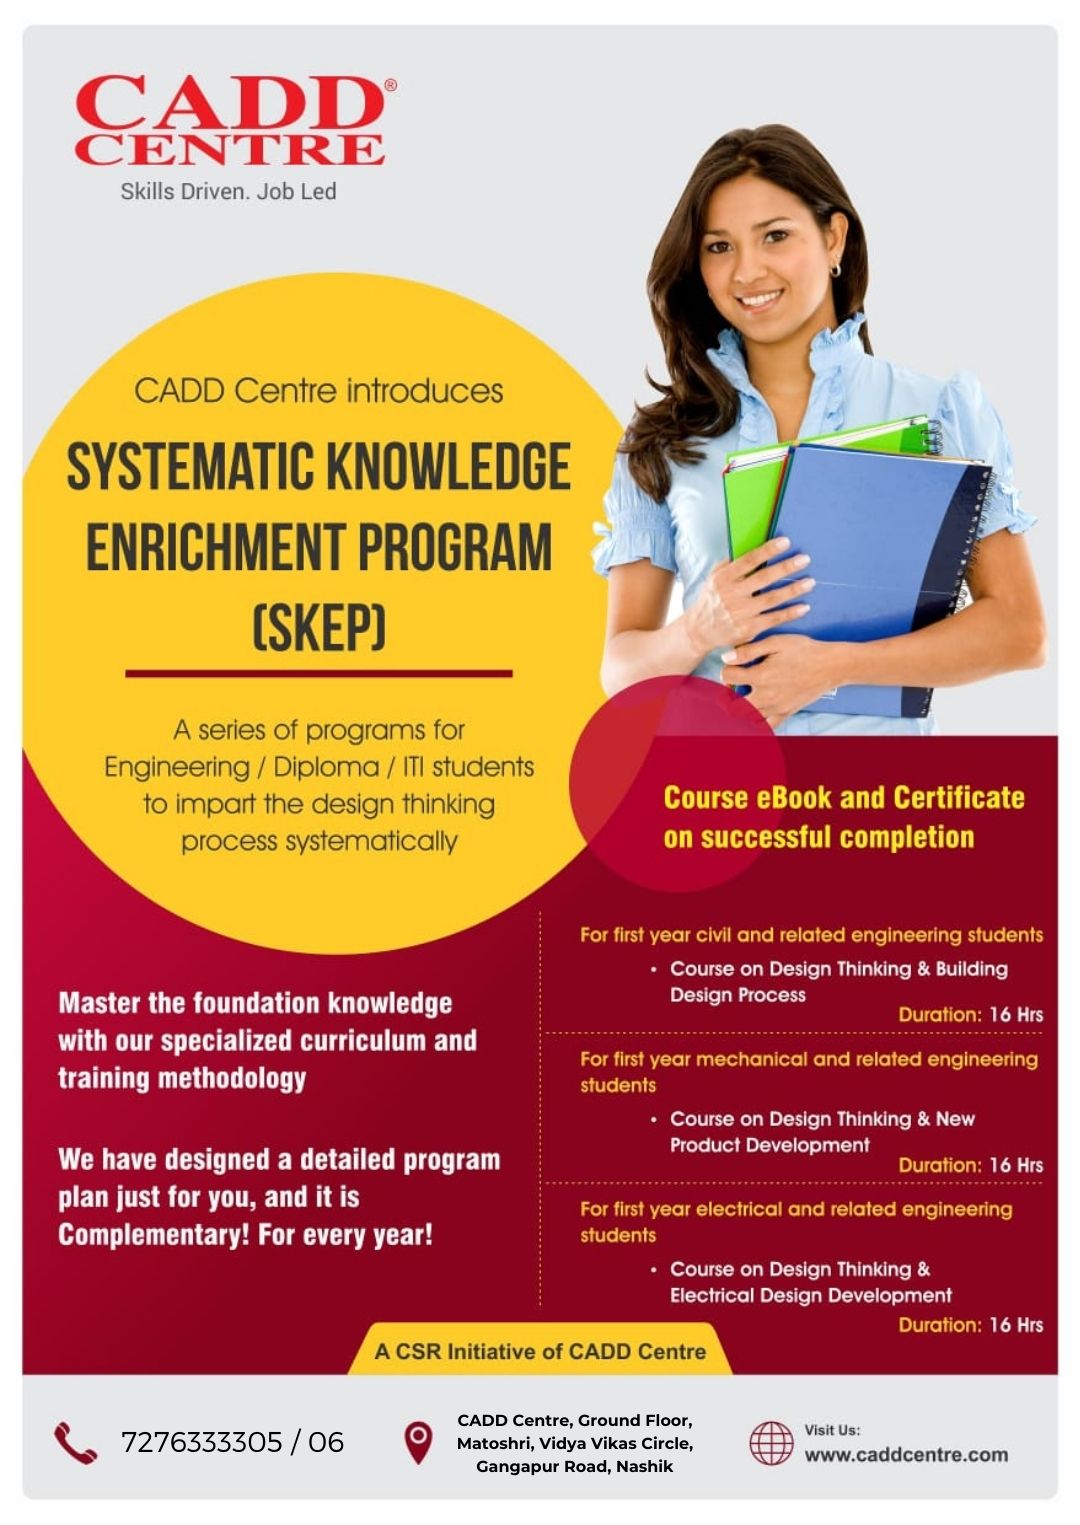 CADD®
CENTRE
Skills Driven. Job Led
CADD Centre introduces
SYSTEMATIC KNOWLEDGE
ENRICHMENT PROGRAM
(SKEP)
A series of programs for
Engineering / Diploma / ITI students
to impart the design thinking
process systematically
Master the foundation knowledge
with our specialized curriculum and
training methodology
We have designed a detailed program
plan just for you, and it is
Complementary! For every year!
Course eBook and Certificate
on successful completion
For first year civil and related engineering students
• Course on Design Thinking & Building
Design Process
Duration: 16 Hrs
For first year mechanical and related engineering
students
• Course on Design Thinking & New
Product Development
Duration: 16 Hrs
For first year electrical and related engineering
students
• Course on Design Thinking &
Electrical Design Development
Duration: 16 Hrs
A CSR Initiative of CADD Centre
7276333305 / 06
CADD Centre, Ground Floor,
Matoshri, Vidya Vikas Circle,
Gangapur Road, Nashik
Visit Us:
www.caddcentre.com